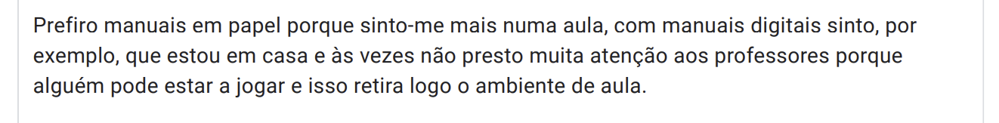 Prefiro manuais em papel porque sinto-me mais numa aula, com manuais digitais sinto, por
exemplo, que estou em casa e às vezes não presto muita atenção aos professores porque
alguém pode estar a jogar e isso retira logo o ambiente de aula.